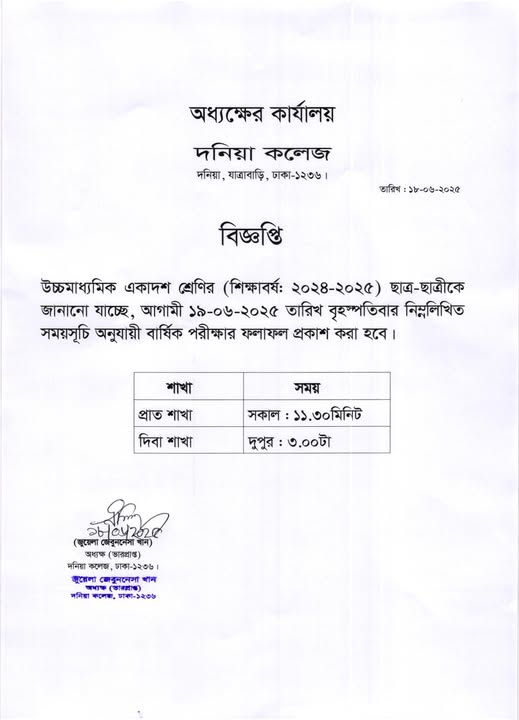 অধ্যক্ষের কার্যালয়
দনিয়া কলেজ
দনিয়া, যাত্রাবাড়ি, ঢাকা-১২৩৬।
তারিখ : ১৮-০৬-২০২৫
বিজ্ঞপ্তি
উচ্চমাধ্যমিক একাদশ শ্রেণির (শিক্ষাবর্ষ: ২০২৪-২০২৫) ছাত্র-ছাত্রীকে
জানানো যাচ্ছে, আগামী ১৯-০৬-২০২৫ তারিখ বৃহস্পতিবার নিম্নলিখিত
সময়সূচি অনুযায়ী বার্ষিক পরীক্ষার ফলাফল প্রকাশ করা হবে।
শাখা সময়
প্রাত শাখা সকাল : ১১.৩০মিনিট
দিবা শাখা দুপুর : ৩.০০টা
১৮/০৬/২০২৫
(জুয়েলা জেবুননেসা খান)
অধ্যক্ষ (ভারপ্রাপ্ত)
দনিয়া কলেজ, ঢাকা-১২৩৬।
জুয়েলা জেবুননেসা খান
অধ্যক্ষ (ভারপ্রাপ্ত)
দনিয়া কলেজ, ঢাকা-১২৩৬